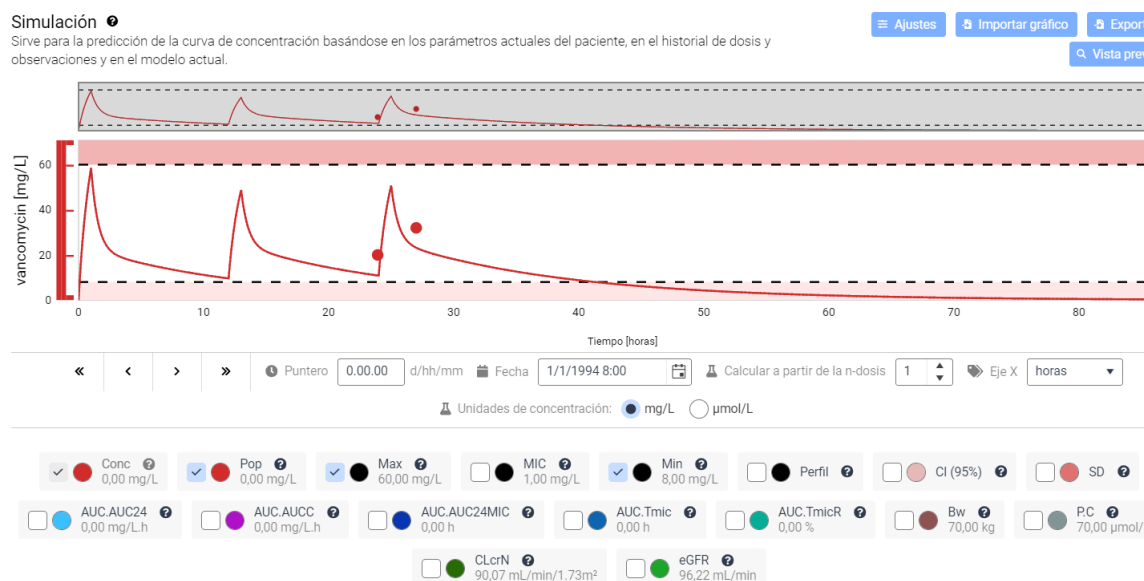 Simulación
Sirve para la predicción de la curva de concentración basándose en los parámetros actuales del paciente, en el historial de dosis y
observaciones y en el modelo actual.
Ajustes
Importar gráfico
Export
Vista prev
vancomycin [mg/L]
60
40
20
0
0 10 20 30 40 50 60 70 80
Tiempo [horas]
Puntero 0.00.00 d/hh/mm Fecha 1/1/1994 8:00 Calcular a partir de la n-dosis 1 Eje X horas
Unidades de concentración: mg/L µmol/L
Conc
0,00 mg/L
Pop
0,00 mg/L
Max
60,00 mg/L
MIC
1,00 mg/L
Min
8,00 mg/L
Perfil
CI (95%)
SD
AUC.AUC24
0,00 mg/L.h
AUC.AUCC
0,00 mg/L.h
AUC.AUC24MIC
0,00 h
AUC.Tmic
0,00 h
AUC.TmicR
0,00 %
Bw
70,00 kg
P.C
70,00 µmol/
CLcrN
90,07 mL/min/1.73m²
eGFR
96,22 mL/min